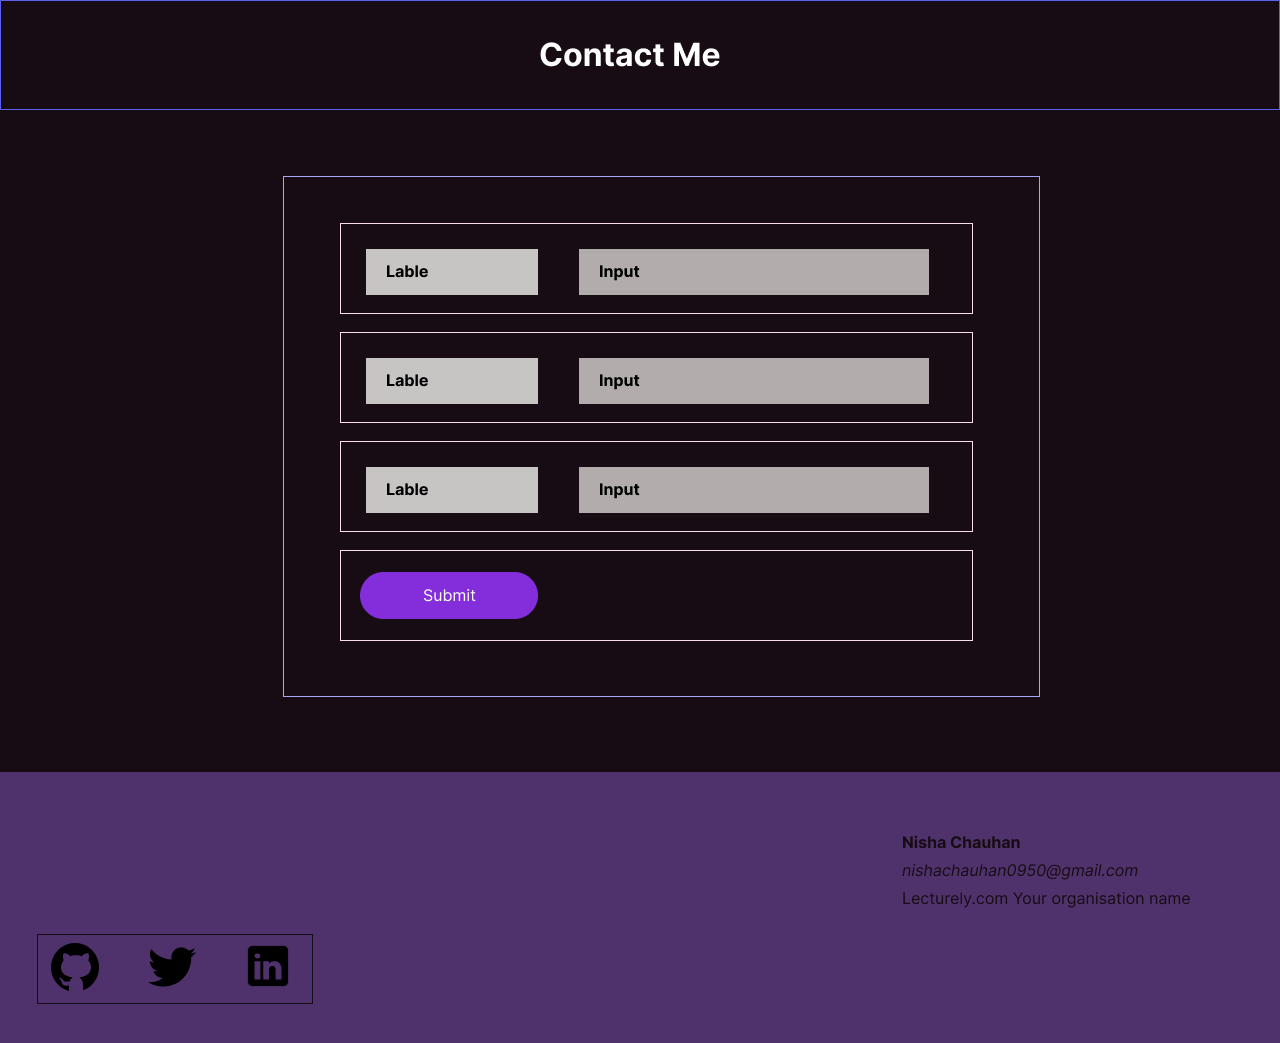 Contact Me
Lable Input
Lable Input
Lable Input
Submit
Nisha Chauhan
nishachauhan0950@gmail.com
Lecturely.com Your organisation name
in